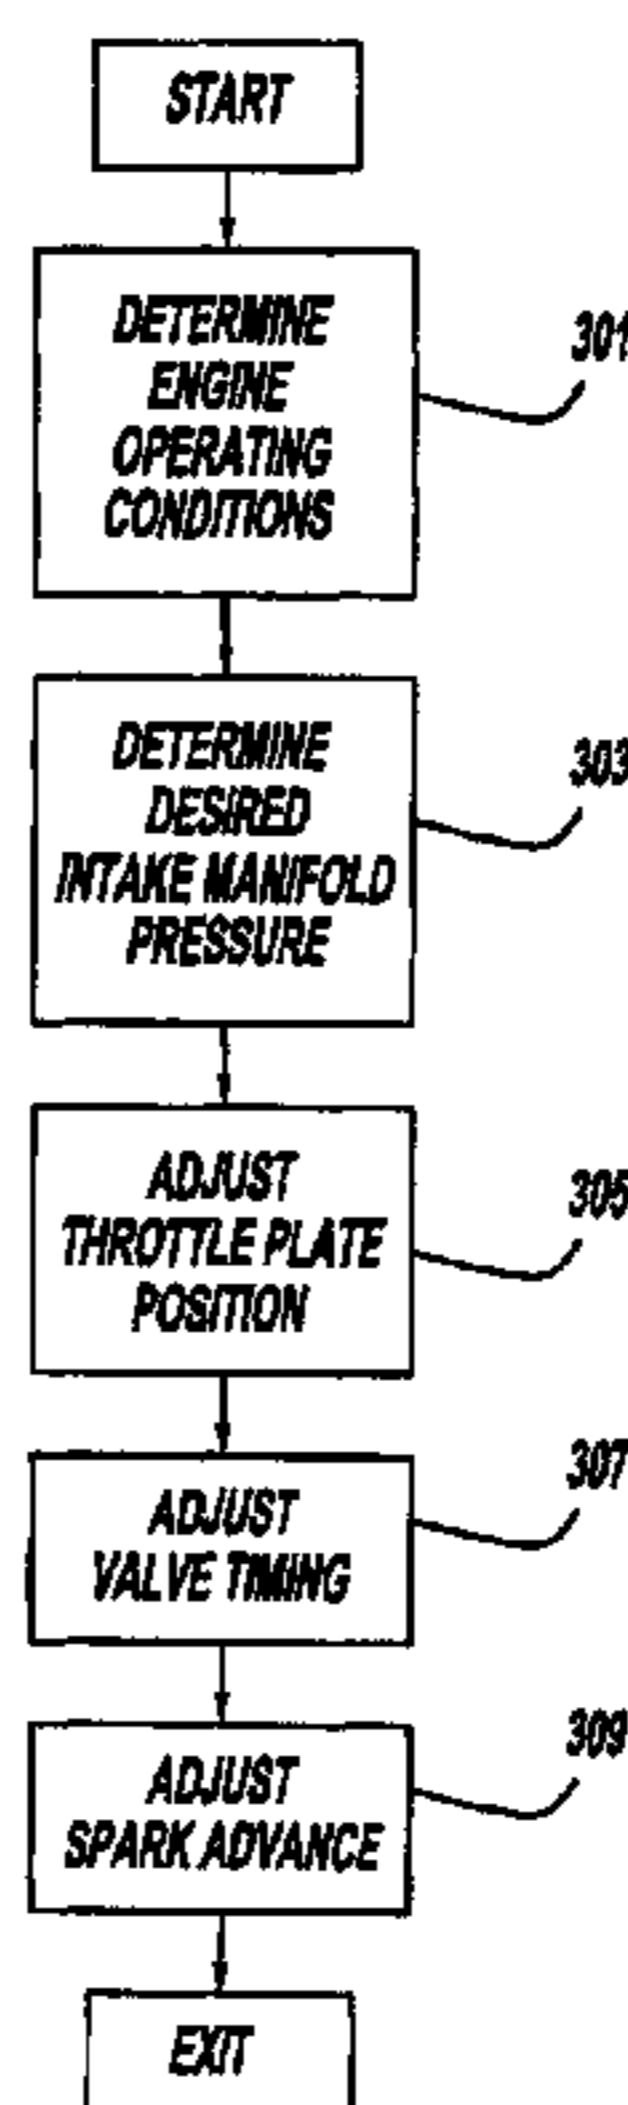 START
DETERMINE
ENGINE
OPERATING
CONDITIONS
301
DETERMINE
DESIRED
INTAKE MANIFOLD
PRESSURE
303
ADJUST
THROTTLE PLATE
POSITION
305
ADJUST
VALVE TIMING
307
ADJUST
SPARK ADVANCE
309
EXIT